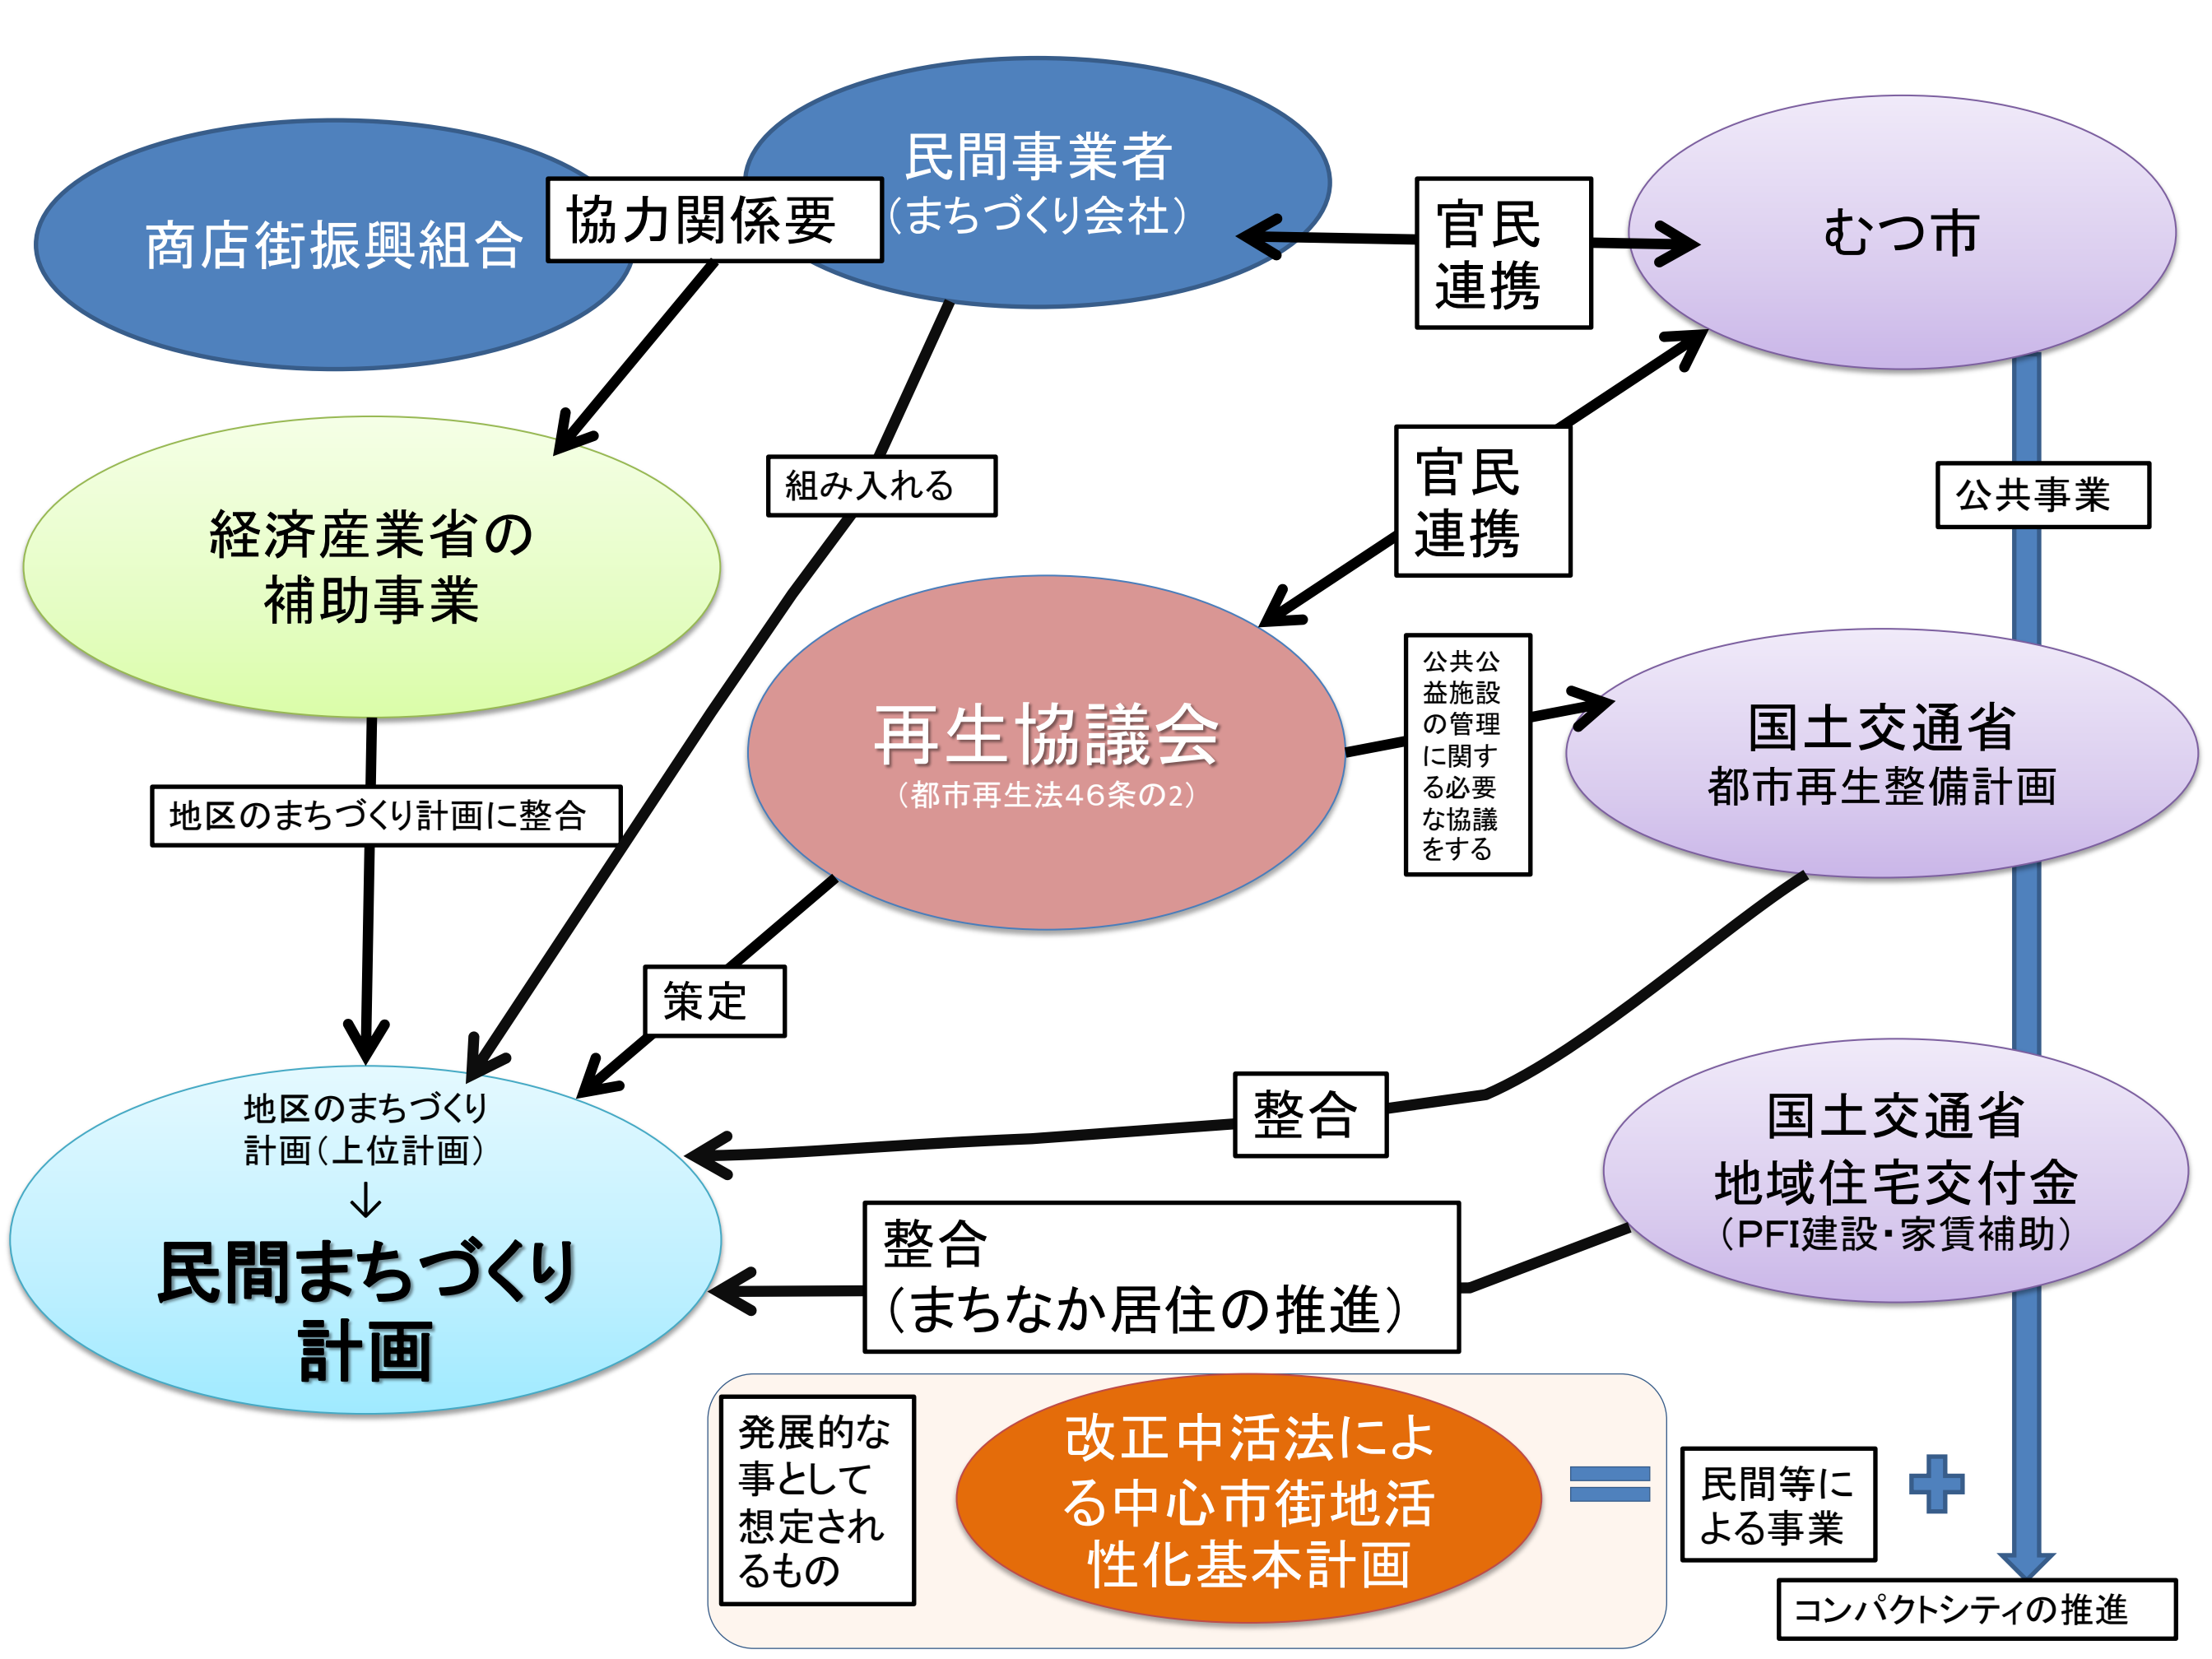 民間事業者
（まちづくり会社）
商店街振興組合
協力関係要
官民
連携
むつ市
経済産業省の
補助事業
組み入れる
官民
連携
公共事業
再生協議会
（都市再生法４６条の2）
公共公
益施設
の管理
に関す
る必要
な協議
をする
国土交通省
都市再生整備計画
地区のまちづくり計画に整合
策定
地区のまちづくり
計画（上位計画）
↓
民間まちづくり
計画
整合
国土交通省
地域住宅交付金
（ＰＦＩ建設・家賃補助）
整合
（まちなか居住の推進）
発展的な
事として
想定され
るもの
改正中活法によ
る中心市街地活
性化基本計画
＝
民間等に
よる事業
＋
コンパクトシティの推進